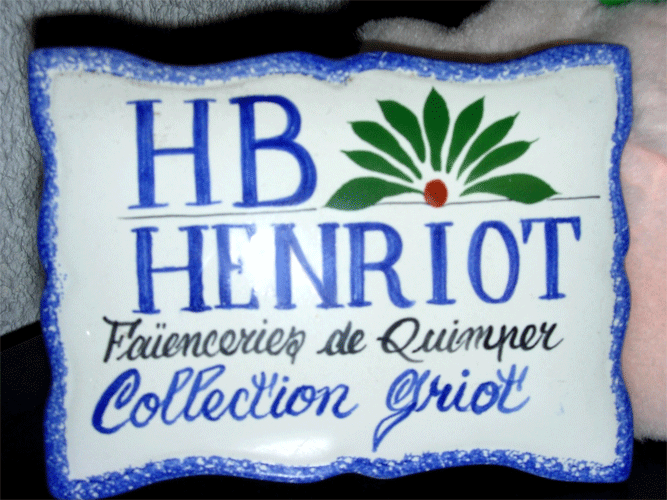 HB
HENRIOT
Faïenceries de Quimper
Collection Griot